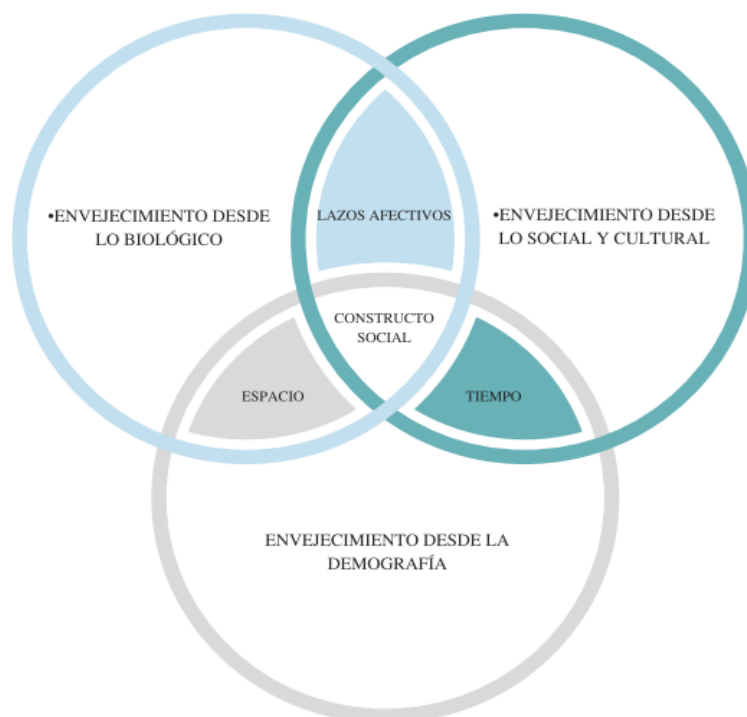 •ENVEJECIMIENTO DESDE
LO BIOLÓGICO
LAZOS AFECTIVOS
•ENVEJECIMIENTO DESDE
LO SOCIAL Y CULTURAL
CONSTRUCTO
SOCIAL
ESPACIO
TIEMPO
ENVEJECIMIENTO DESDE LA
DEMOGRAFÍA